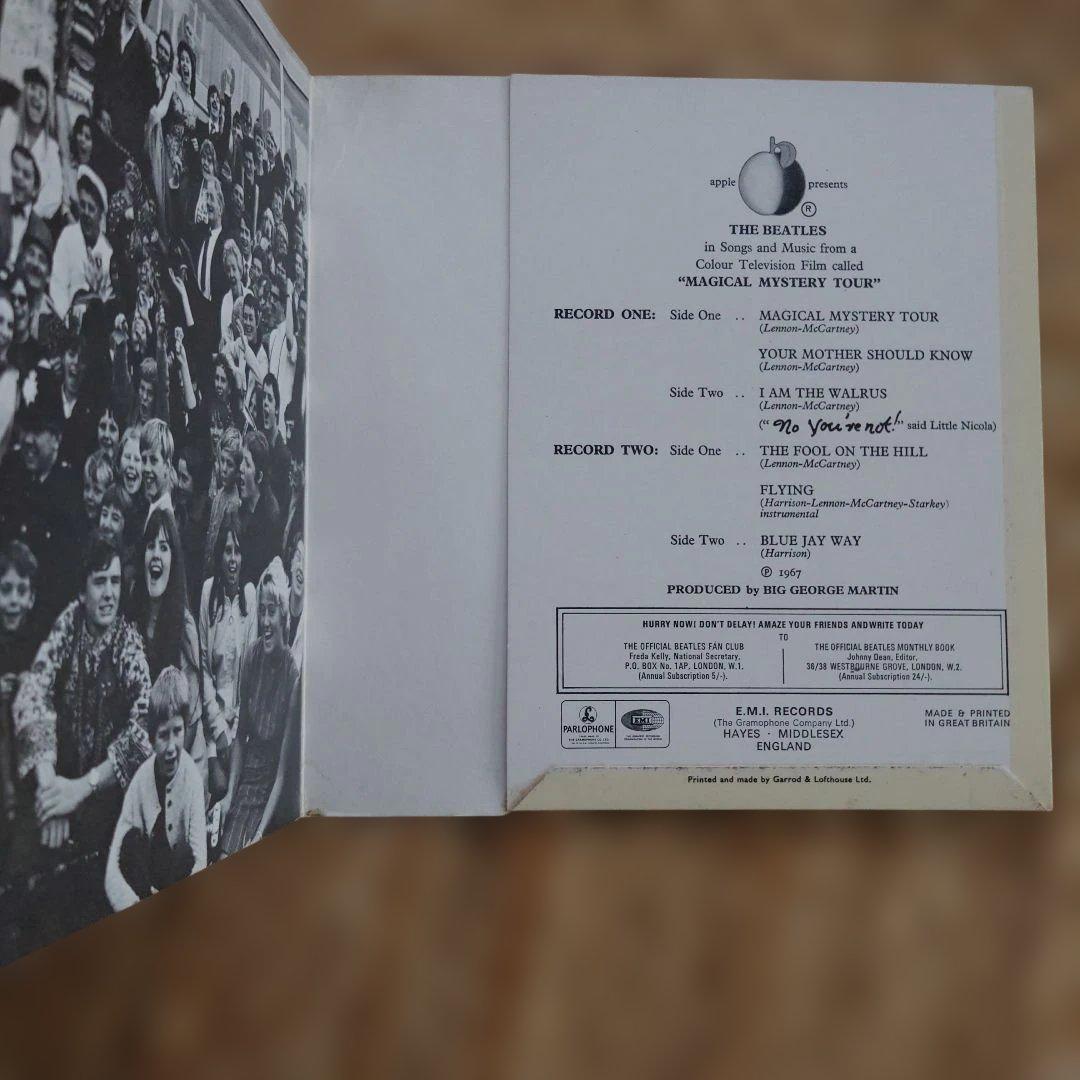 apple presents
R
THE BEATLES
in Songs and Music from a
Colour Television Film called
"MAGICAL MYSTERY TOUR"
RECORD ONE: Side One .. MAGICAL MYSTERY TOUR
(Lennon-McCartney)
YOUR MOTHER SHOULD KNOW
(Lennon-McCartney)
Side Two .. I AM THE WALRUS
(Lennon-McCartney)
("No you're not!" said Little Nicola)
RECORD TWO: Side One .. THE FOOL ON THE HILL
(Lennon-McCartney)
FLYING
(Harrison-Lennon-McCartney-Starkey)
instrumental
Side Two .. BLUE JAY WAY
(Harrison)
℗ 1967
PRODUCED by BIG GEORGE MARTIN
HURRY NOW! DON'T DELAY! AMAZE YOUR FRIENDS ANDWRITE TODAY
TO
THE OFFICIAL BEATLES FAN CLUB
Freda Kelly, National Secretary,
P.O. BOX No. 1AP, LONDON, W.1.
(Annual Subscription 5/-).
THE OFFICIAL BEATLES MONTHLY BOOK
Johnny Dean, Editor,
36/38 WESTBOURNE GROVE, LONDON, W.2.
(Annual Subscription 24/-).
PARLOPHONE
EMI
E.M.I. RECORDS
(The Gramophone Company Ltd.)
HAYES · MIDDLESEX
ENGLAND
MADE & PRINTED
IN GREAT BRITAIN
Printed and made by Garrod & Lofthouse Ltd.